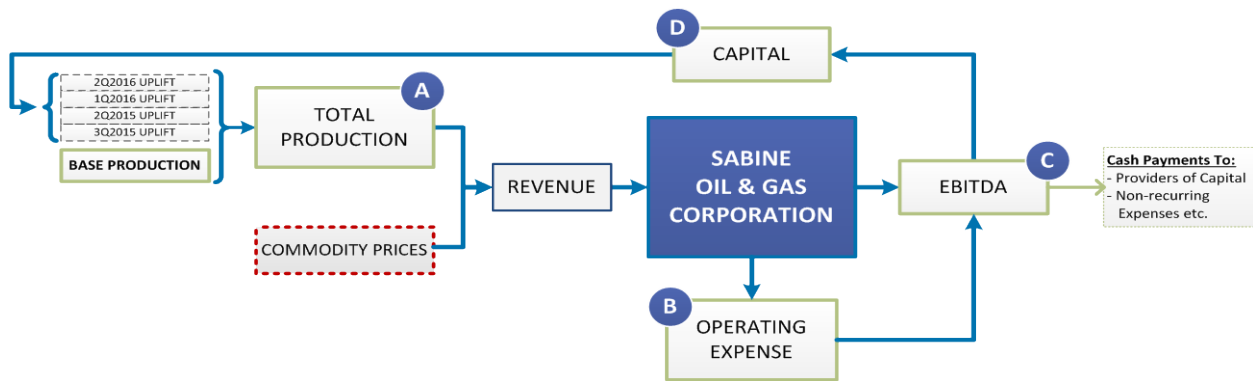 D
CAPITAL
2Q2016 UPLIFT
1Q2016 UPLIFT
2Q2015 UPLIFT
3Q2015 UPLIFT
BASE PRODUCTION
A
TOTAL
PRODUCTION
COMMODITY PRICES
REVENUE
SABINE
OIL & GAS
CORPORATION
B
OPERATING
EXPENSE
C
EBITDA
Cash Payments To:
- Providers of Capital
- Non-recurring
Expenses etc.